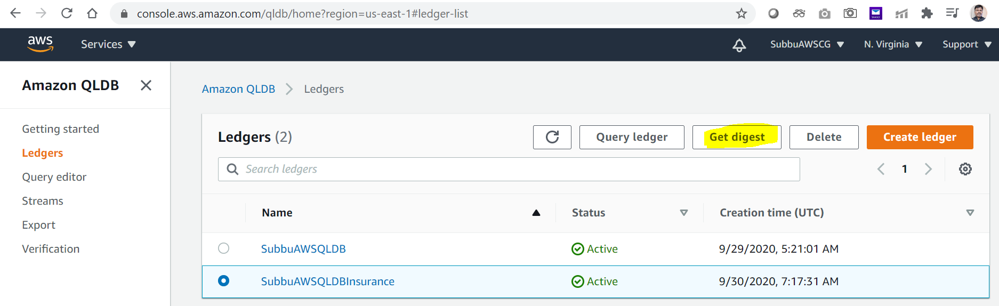 console.aws.amazon.com/qldb/home?region=us-east-1#ledger-list
YAHOO!
aws Services SubbuAWSCG N. Virginia Support
Amazon QLDB
Getting started
Ledgers
Query editor
Streams
Export
Verification
Amazon QLDB Ledgers
Ledgers (2) Query ledger Get digest Delete Create ledger
Search ledgers 1
Name Status Creation time (UTC)
SubbuAWSQLDB Active 9/29/2020, 5:21:01 AM
SubbuAWSQLDBInsurance Active 9/30/2020, 7:17:31 AM